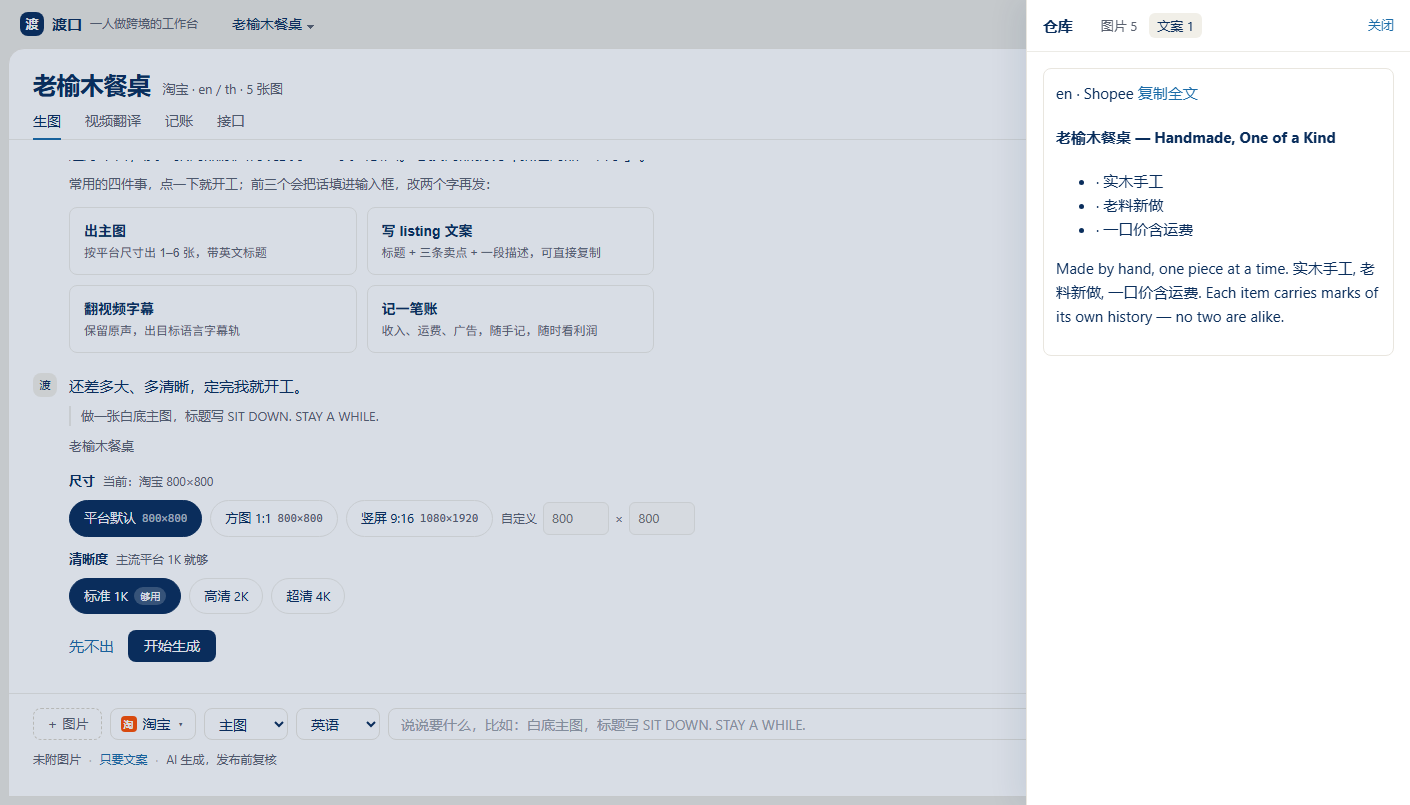 渡 渡口 一人做跨境的工作台 老榆木餐桌
老榆木餐桌 淘宝 · en / th · 5 张图
生图 视频翻译 记账 接口
常用的四件事，点一下就开工；前三个会把话填进输入框，改两个字再发：
出主图
按平台尺寸出 1–6 张，带英文标题
写 listing 文案
标题 + 三条卖点 + 一段描述，可直接复制
翻视频字幕
保留原声，出目标语言字幕轨
记一笔账
收入、运费、广告，随手记，随时看利润
渡 还差多大、多清晰，定完我就开工。
做一张白底主图，标题写 SIT DOWN. STAY A WHILE.
老榆木餐桌
尺寸 当前：淘宝 800×800
平台默认 800×800 方图 1:1 800×800 竖屏 9:16 1080×1920 自定义 800 × 800
清晰度 主流平台 1K 就够
标准 1K 够用 高清 2K 超清 4K
先不出 开始生成
+ 图片 淘 淘宝 主图 英语 说说要什么，比如：白底主图，标题写 SIT DOWN. STAY A WHILE.
未附图片 · 只要文案 · AI 生成，发布前复核
仓库 图片 5 文案 1 关闭
en · Shopee 复制全文
老榆木餐桌 — Handmade, One of a Kind
· 实木手工
· 老料新做
· 一口价含运费
Made by hand, one piece at a time. 实木手工, 老
料新做, 一口价含运费. Each item carries marks of
its own history — no two are alike.